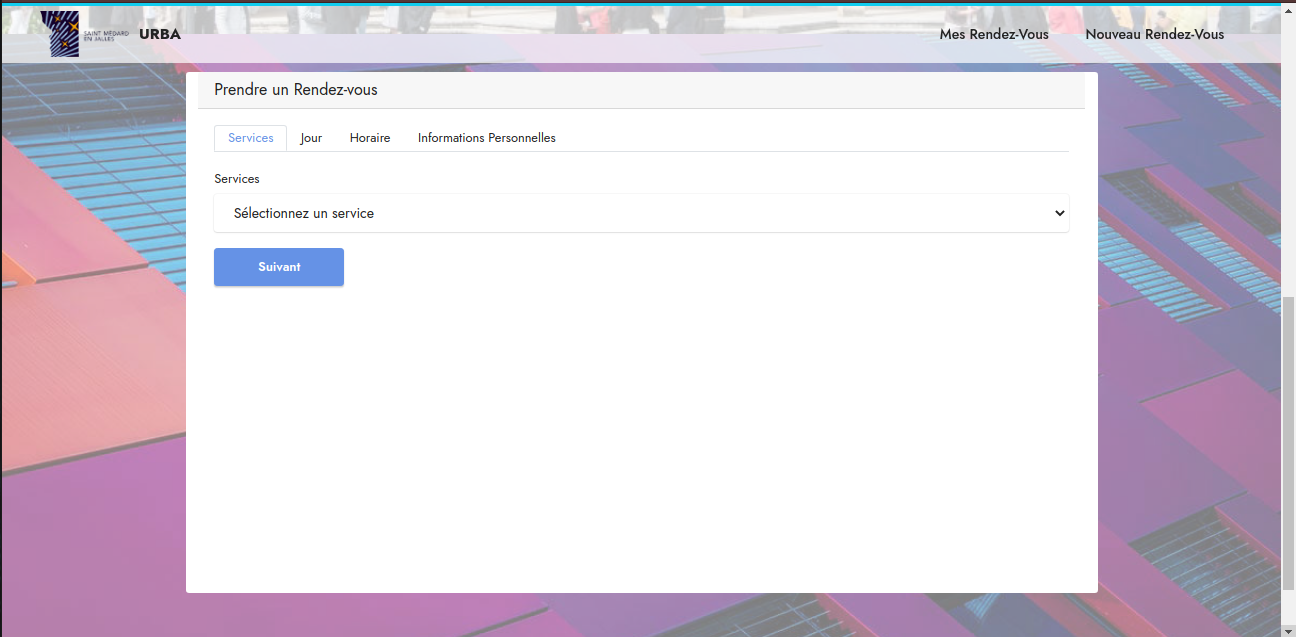 SAINT MÉDARD
EN JALLES
URBA
Mes Rendez-Vous
Nouveau Rendez-Vous
Prendre un Rendez-vous
Services
Jour
Horaire
Informations Personnelles
Services
Sélectionnez un service
Suivant